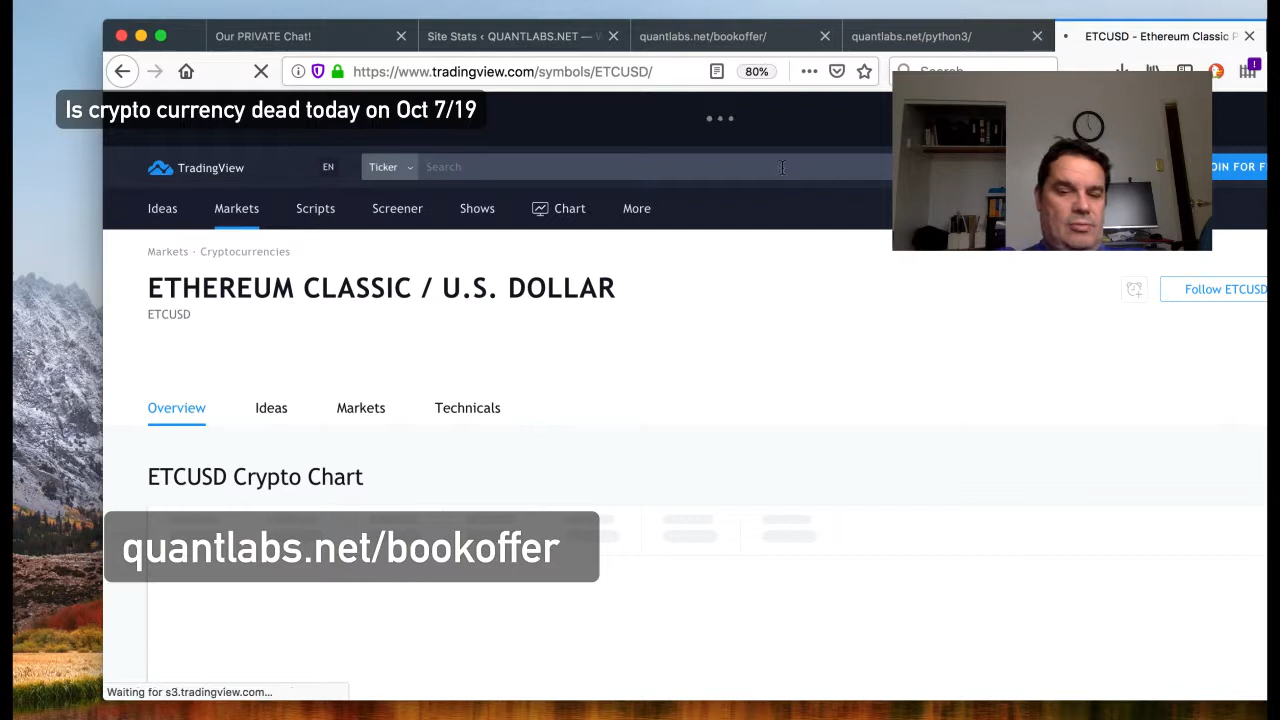 Our PRIVATE Chat!
Site Stats ‹ QUANTLABS.NET —
quantlabs.net/bookoffer/
quantlabs.net/python3/
ETCUSD - Ethereum Classic P
https://www.tradingview.com/symbols/ETCUSD/
80%
Search
Is crypto currency dead today on Oct 7/19
TradingView
EN
Ticker
Search
OIN FOR F
Ideas
Markets
Scripts
Screener
Shows
Chart
More
Markets · Cryptocurrencies
ETHEREUM CLASSIC / U.S. DOLLAR
ETCUSD
Follow ETCUSD
Overview
Ideas
Markets
Technicals
ETCUSD Crypto Chart
quantlabs.net/bookoffer
Waiting for s3.tradingview.com...